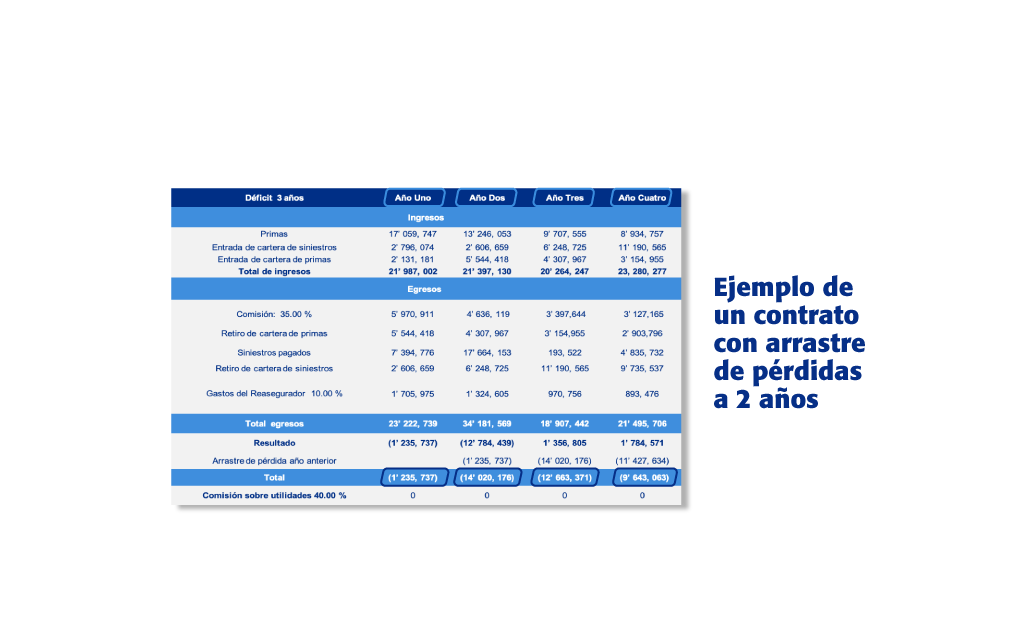 Déficit 3 años Año Uno Año Dos Año Tres Año Cuatro
Ingresos
Primas 17' 059, 747 13' 246, 053 9' 707, 555 8' 934, 757
Entrada de cartera de siniestros 2' 796, 074 2' 606, 659 6' 248, 725 11' 190, 565
Entrada de cartera de primas 2' 131, 181 5' 544, 418 4' 307, 967 3' 154, 955
Total de ingresos 21' 987, 002 21' 397, 130 20' 264, 247 23, 280, 277
Egresos
Comisión: 35.00 % 5' 970, 911 4' 636, 119 3' 397,644 3' 127,165
Retiro de cartera de primas 5' 544, 418 4' 307, 967 3' 154,955 2' 903,796
Siniestros pagados 7' 394, 776 17' 664, 153 193, 522 4' 835, 732
Retiro de cartera de siniestros 2' 606, 659 6' 248, 725 11' 190, 565 9' 735, 537
Gastos del Reasegurador 10.00 % 1' 705, 975 1' 324, 605 970, 756 893, 476
Total egresos 23' 222, 739 34' 181, 569 18' 907, 442 21' 495, 706
Resultado (1' 235, 737) (12' 784, 439) 1' 356, 805 1' 784, 571
Arrastre de pérdida año anterior (1' 235, 737) (14' 020, 176) (11' 427, 634)
Total (1' 235, 737) (14' 020, 176) (12' 663, 371) (9' 643, 063)
Comisión sobre utilidades 40.00 % 0 0 0 0
Ejemplo de
un contrato
con arrastre
de pérdidas
a 2 años